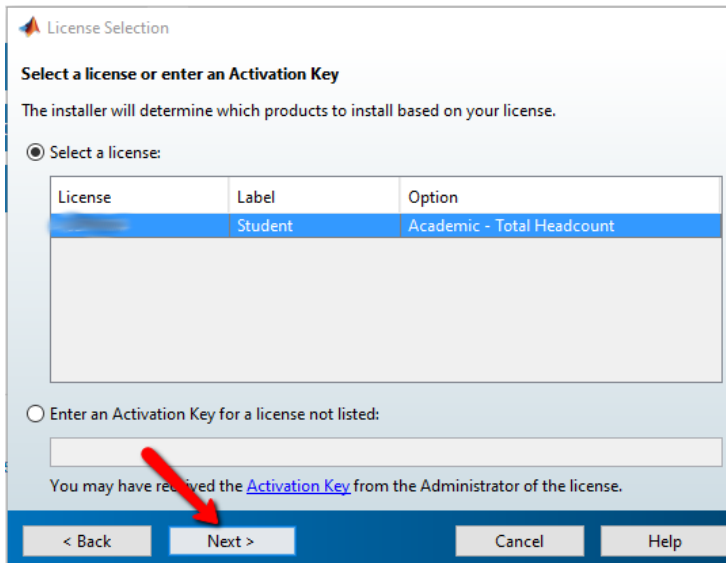 License Selection
Select a license or enter an Activation Key
The installer will determine which products to install based on your license.
Select a license:
License Label Option
Student Academic - Total Headcount
Enter an Activation Key for a license not listed:
You may have received the Activation Key from the Administrator of the license.
< Back Next > Cancel Help